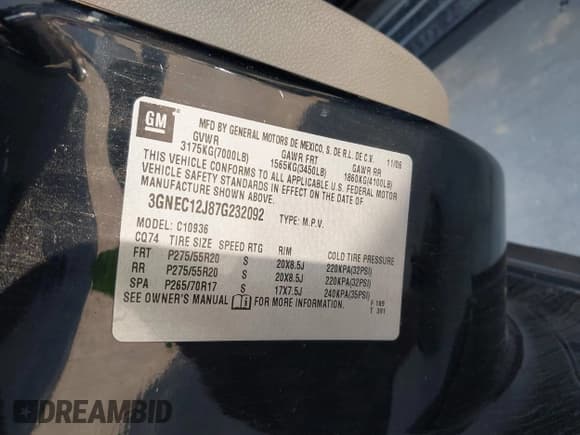 GM
MFD BY GENERAL MOTORS DE MEXICO, S. DE R.L. DE C.V. 11/06
GVWR GAWR FRT GAWR RR
3175KG(7000LB) 1565KG(3450LB) 1860KG(4100LB)
THIS VEHICLE CONFORMS TO ALL APPLICABLE U.S. FEDERAL MOTOR
VEHICLE SAFETY STANDARDS IN EFFECT ON THE DATE OF
MANUFACTURE SHOWN ABOVE.
3GNEC12J87G232092 TYPE: M.P.V.
MODEL: C10936
CQ74 TIRE SIZE SPEED RTG RIM COLD TIRE PRESSURE
FRT P275/55R20 S 20X8.5J 220KPA(32PSI)
RR P275/55R20 S 20X8.5J 220KPA(32PSI)
SPA P265/70R17 S 17X7.5J 240KPA(35PSI)
SEE OWNER'S MANUAL i FOR MORE INFORMATION.
F 189
T 391
DREAMBID